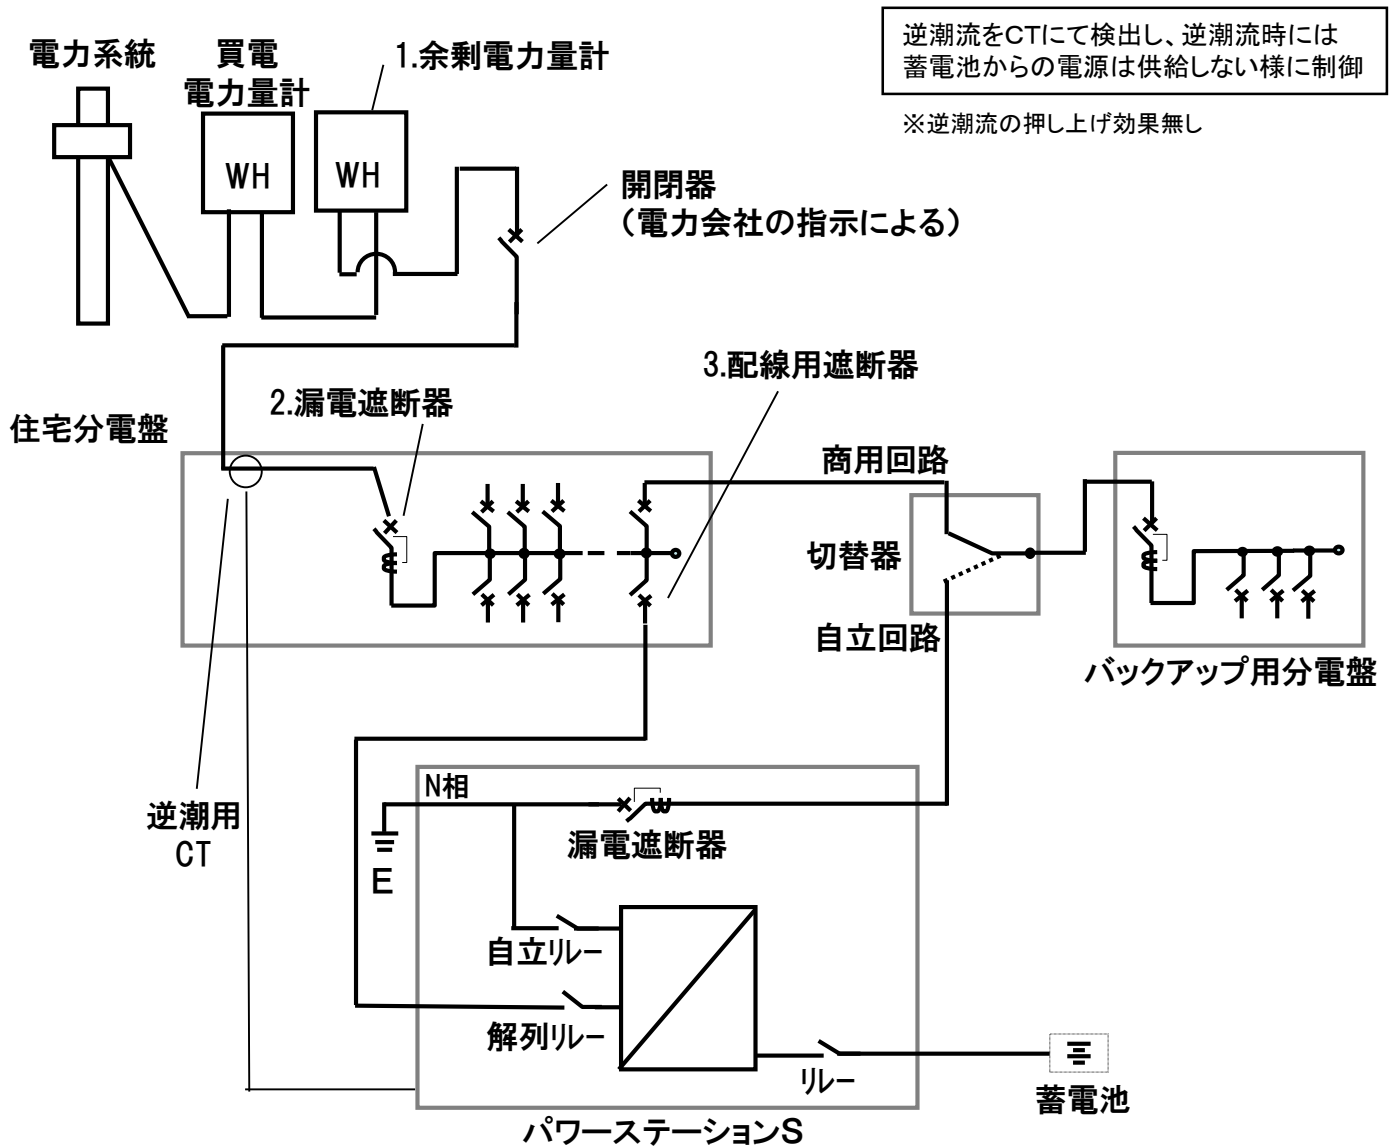 逆潮流をCTにて検出し、逆潮流時には
蓄電池からの電源は供給しない様に制御
※逆潮流の押し上げ効果無し
電力系統
買電
電力量計
1.余剰電力量計
WH
WH
開閉器
（電力会社の指示による）
3.配線用遮断器
2.漏電遮断器
住宅分電盤
商用回路
切替器
自立回路
バックアップ用分電盤
逆潮用
CT
N相
E
漏電遮断器
自立リレー
解列リレー
リレー
蓄電池
パワーステーションS